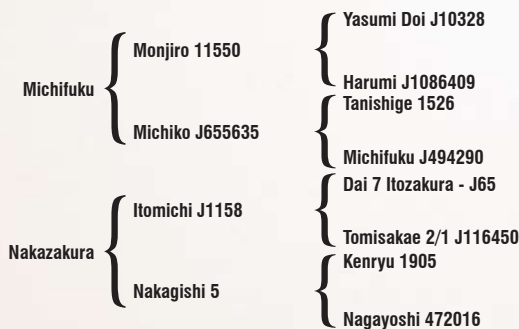 Yasumi Doi J10328
Monjiro 11550
Harumi J1086409
Michifuku
Tanishige 1526
Michiko J655635
Michifuku J494290
Dai 7 Itozakura - J65
Itomichi J1158
Tomisakae 2/1 J116450
Nakazakura
Kenryu 1905
Nakagishi 5
Nagayoshi 472016